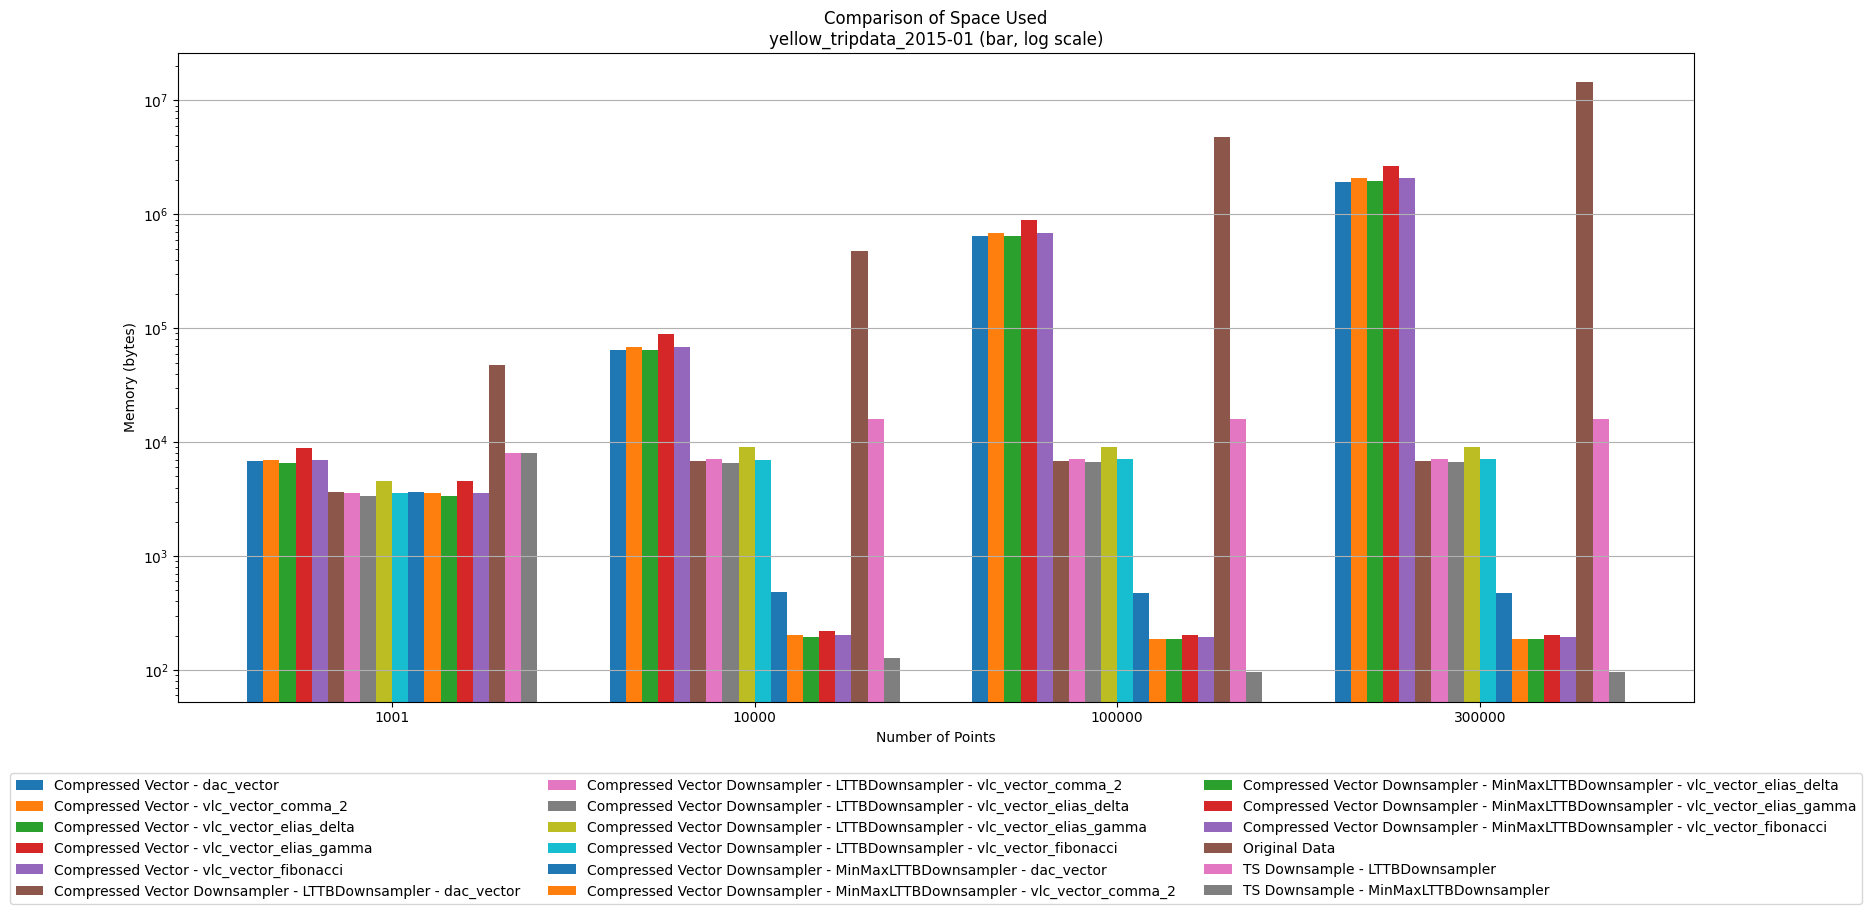 Comparison of Space Used
yellow_tripdata_2015-01 (bar, log scale)
Memory (bytes)
10^7
10^6
10^5
10^4
10^3
10^2
1001
10000
100000
300000
Number of Points
Compressed Vector - dac_vector
Compressed Vector - vlc_vector_comma_2
Compressed Vector - vlc_vector_elias_delta
Compressed Vector - vlc_vector_elias_gamma
Compressed Vector - vlc_vector_fibonacci
Compressed Vector Downsampler - LTTBDownsampler - dac_vector
Compressed Vector Downsampler - LTTBDownsampler - vlc_vector_comma_2
Compressed Vector Downsampler - LTTBDownsampler - vlc_vector_elias_delta
Compressed Vector Downsampler - LTTBDownsampler - vlc_vector_elias_gamma
Compressed Vector Downsampler - LTTBDownsampler - vlc_vector_fibonacci
Compressed Vector Downsampler - MinMaxLTTBDownsampler - dac_vector
Compressed Vector Downsampler - MinMaxLTTBDownsampler - vlc_vector_comma_2
Compressed Vector Downsampler - MinMaxLTTBDownsampler - vlc_vector_elias_delta
Compressed Vector Downsampler - MinMaxLTTBDownsampler - vlc_vector_elias_gamma
Compressed Vector Downsampler - MinMaxLTTBDownsampler - vlc_vector_fibonacci
Original Data
TS Downsample - LTTBDownsampler
TS Downsample - MinMaxLTTBDownsampler